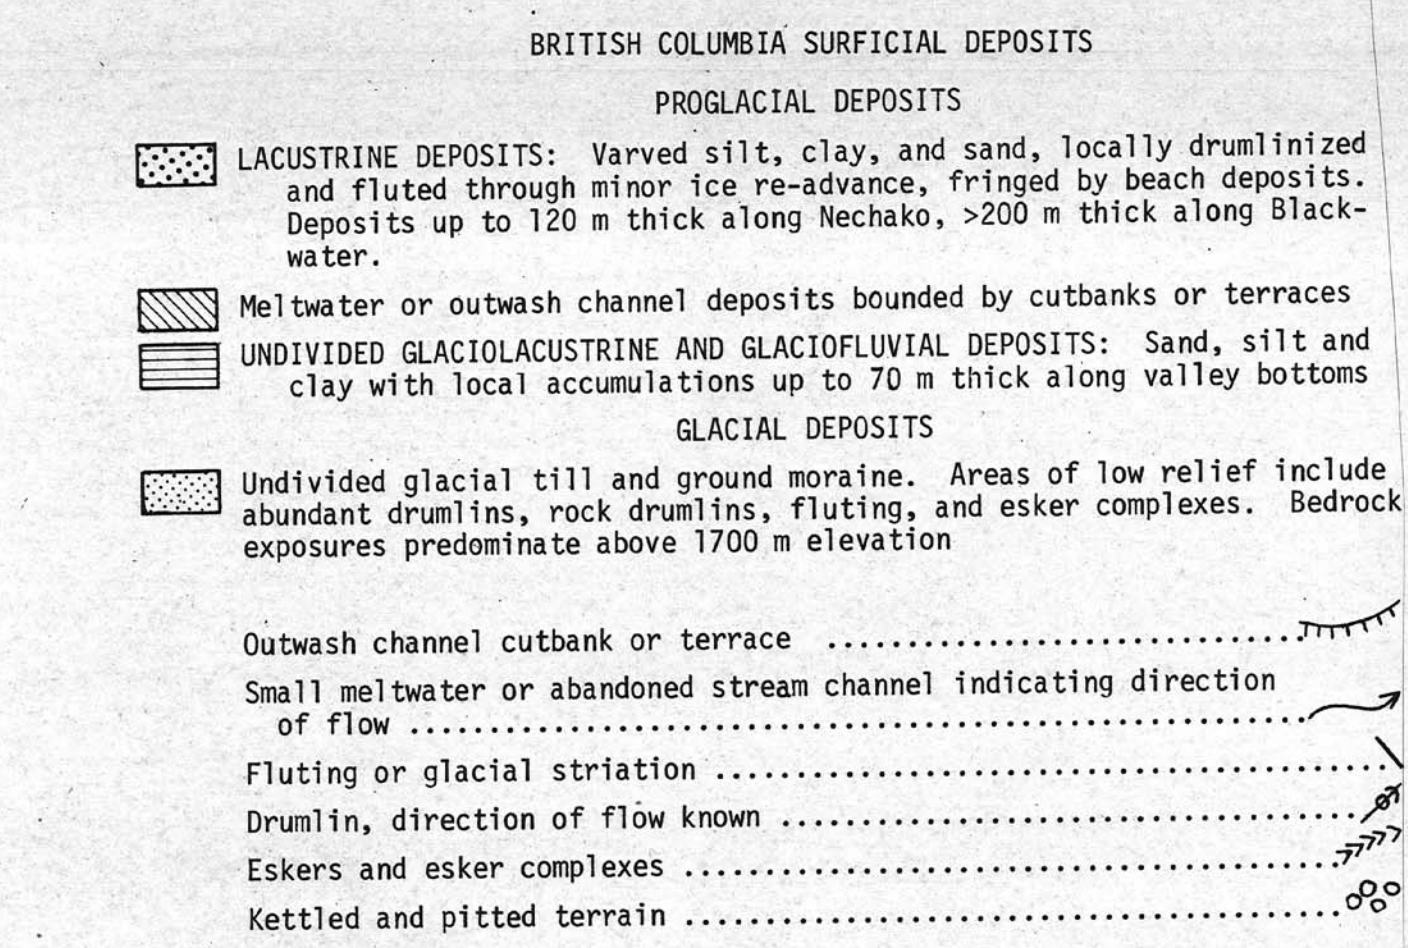 BRITISH COLUMBIA SURFICIAL DEPOSITS
PROGLACIAL DEPOSITS
LACUSTRINE DEPOSITS: Varved silt, clay, and sand, locally drumlinized
and fluted through minor ice re-advance, fringed by beach deposits.
Deposits up to 120 m thick along Nechako, >200 m thick along Black-
water.
Meltwater or outwash channel deposits bounded by cutbanks or terraces
UNDIVIDED GLACIOLACUSTRINE AND GLACIOFLUVIAL DEPOSITS: Sand, silt and
clay with local accumulations up to 70 m thick along valley bottoms
GLACIAL DEPOSITS
Undivided glacial till and ground moraine. Areas of low relief include
abundant drumlins, rock drumlins, fluting, and esker complexes. Bedrock
exposures predominate above 1700 m elevation
Outwash channel cutbank or terrace ..............................
Small meltwater or abandoned stream channel indicating direction
of flow .........................................................
Fluting or glacial striation ...........................................
Drumlin, direction of flow known .....................................
Eskers and esker complexes .........................................
Kettled and pitted terrain .........................................